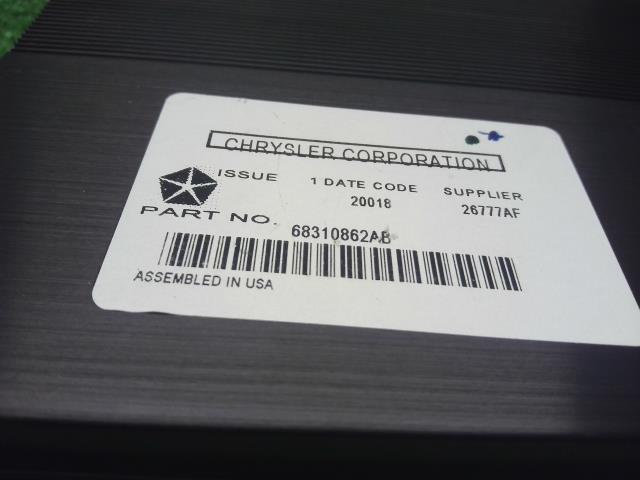 CHRYSLER CORPORATION
ISSUE 1 DATE CODE SUPPLIER
20018 26777AF
PART NO. 68310862AB
ASSEMBLED IN USA